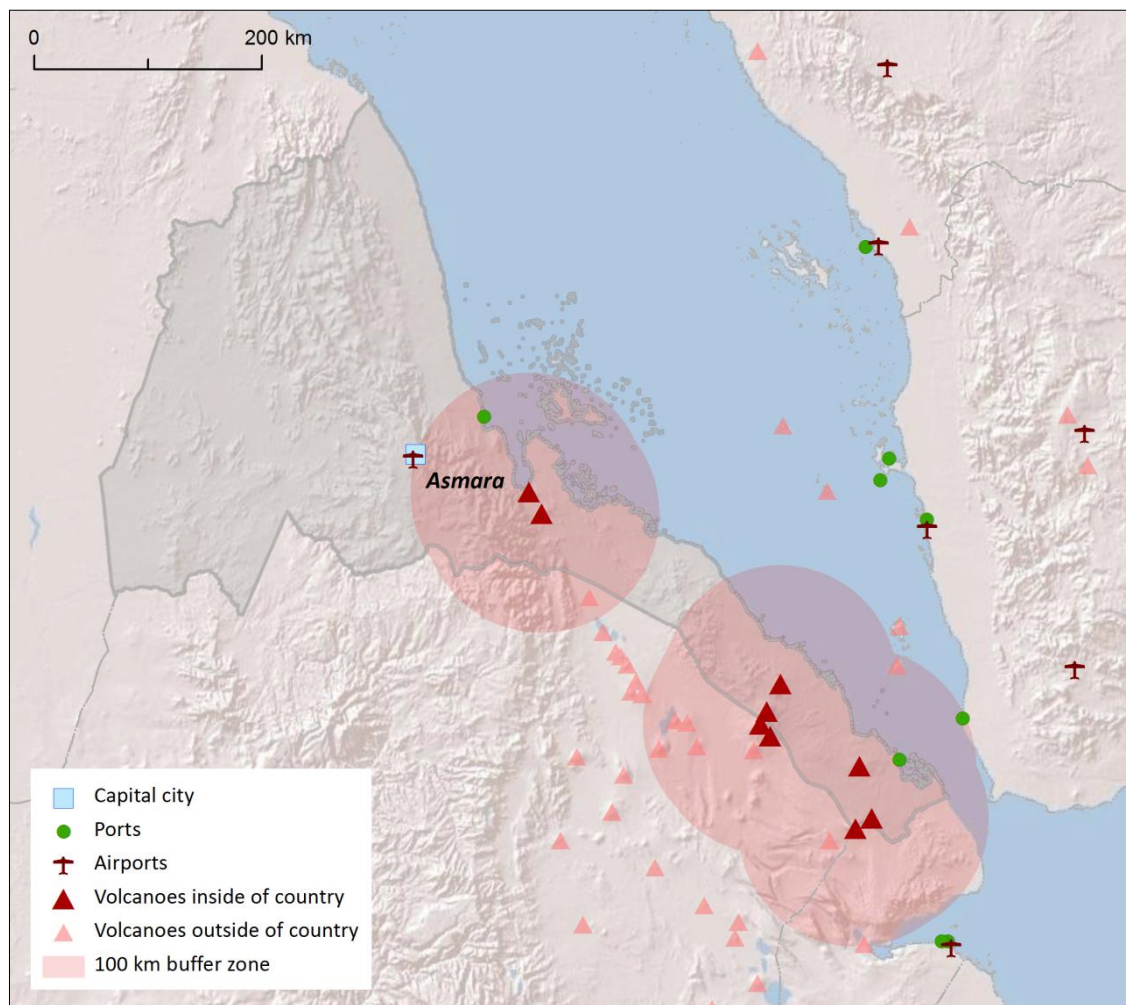 0 200 km
Asmara
Capital city
Ports
Airports
Volcanoes inside of country
Volcanoes outside of country
100 km buffer zone